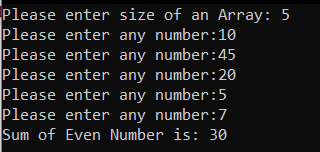 Please enter size of an Array: 5
Please enter any number:10
Please enter any number:45
Please enter any number:20
Please enter any number:5
Please enter any number:7
Sum of Even Number is: 30